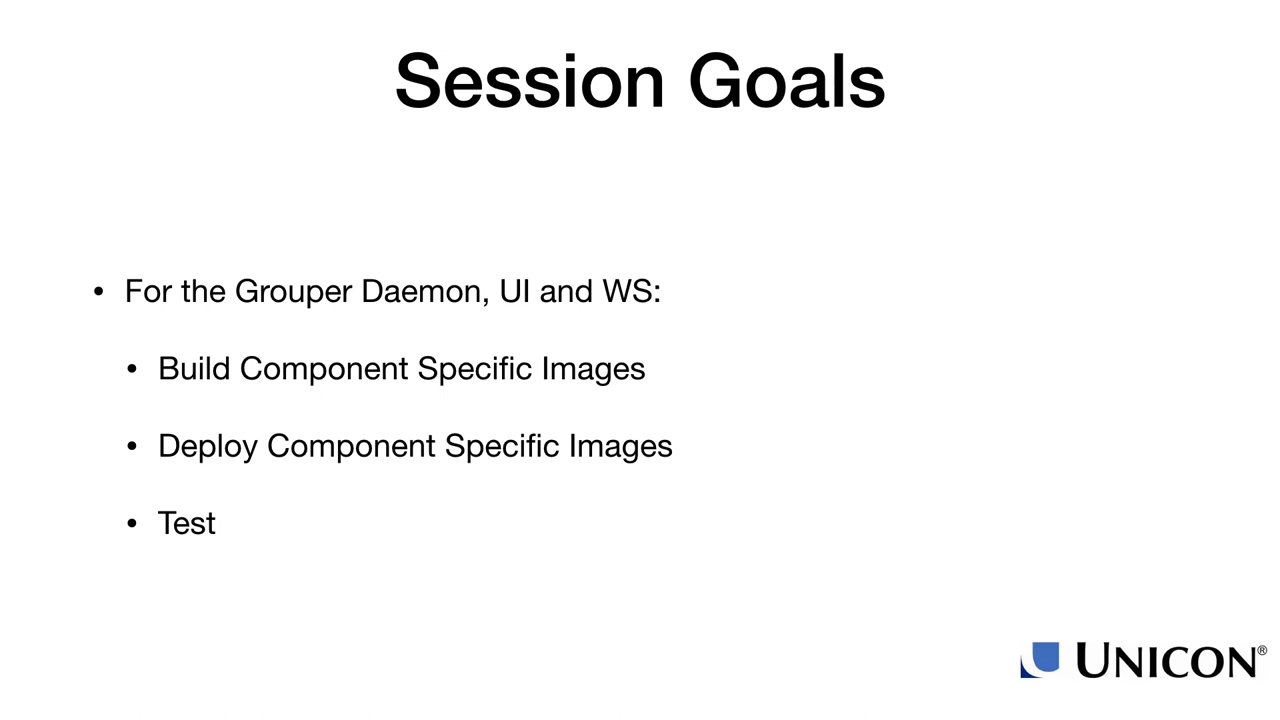 Session Goals
• For the Grouper Daemon, UI and WS:
• Build Component Specific Images
• Deploy Component Specific Images
• Test
UNICON®